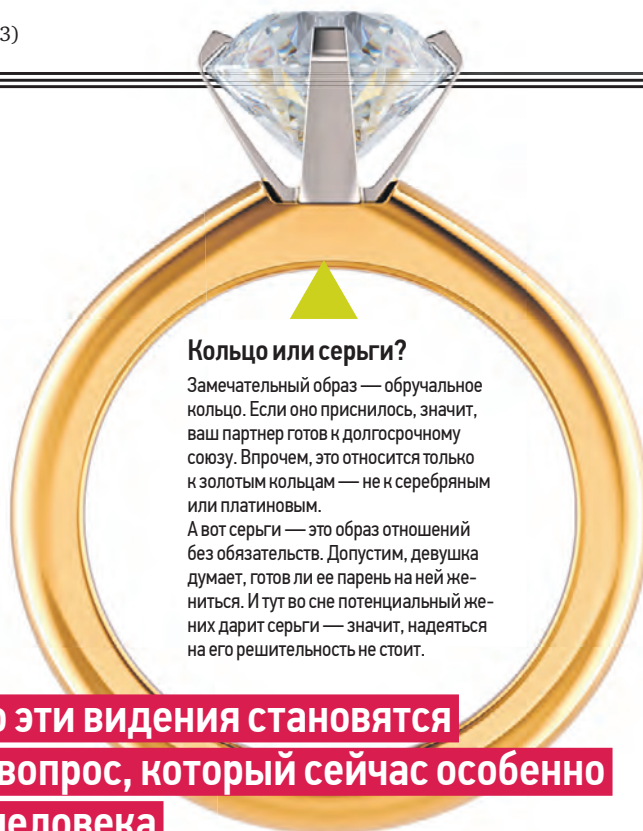 3)
Кольцо или серьги?
Замечательный образ — обручальное
кольцо. Если оно приснилось, значит,
ваш партнер готов к долгосрочному
союзу. Впрочем, это относится только
к золотым кольцам — не к серебряным
или платиновым.
А вот серьги — это образ отношений
без обязательств. Допустим, девушка
думает, готов ли ее парень на ней же-
ниться. И тут во сне потенциальный же-
них дарит серьги — значит, надеяться
на его решительность не стоит.
о эти видения становятся
вопрос, который сейчас особенно
человека